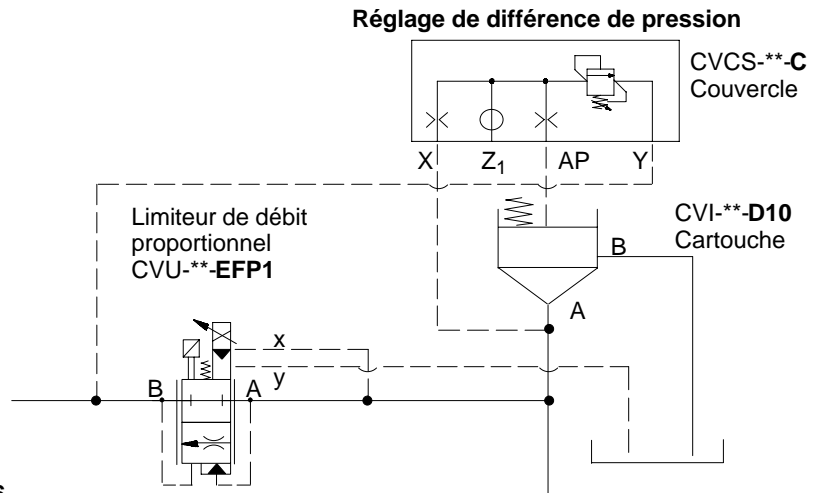 Réglage de différence de pression
CVCS-**-C
Couvercle
X Z1 AP Y
Limiteur de débit
proportionnel
CVU-**-EFP1
CVI-**-D10
Cartouche
B
A
x
y
B A